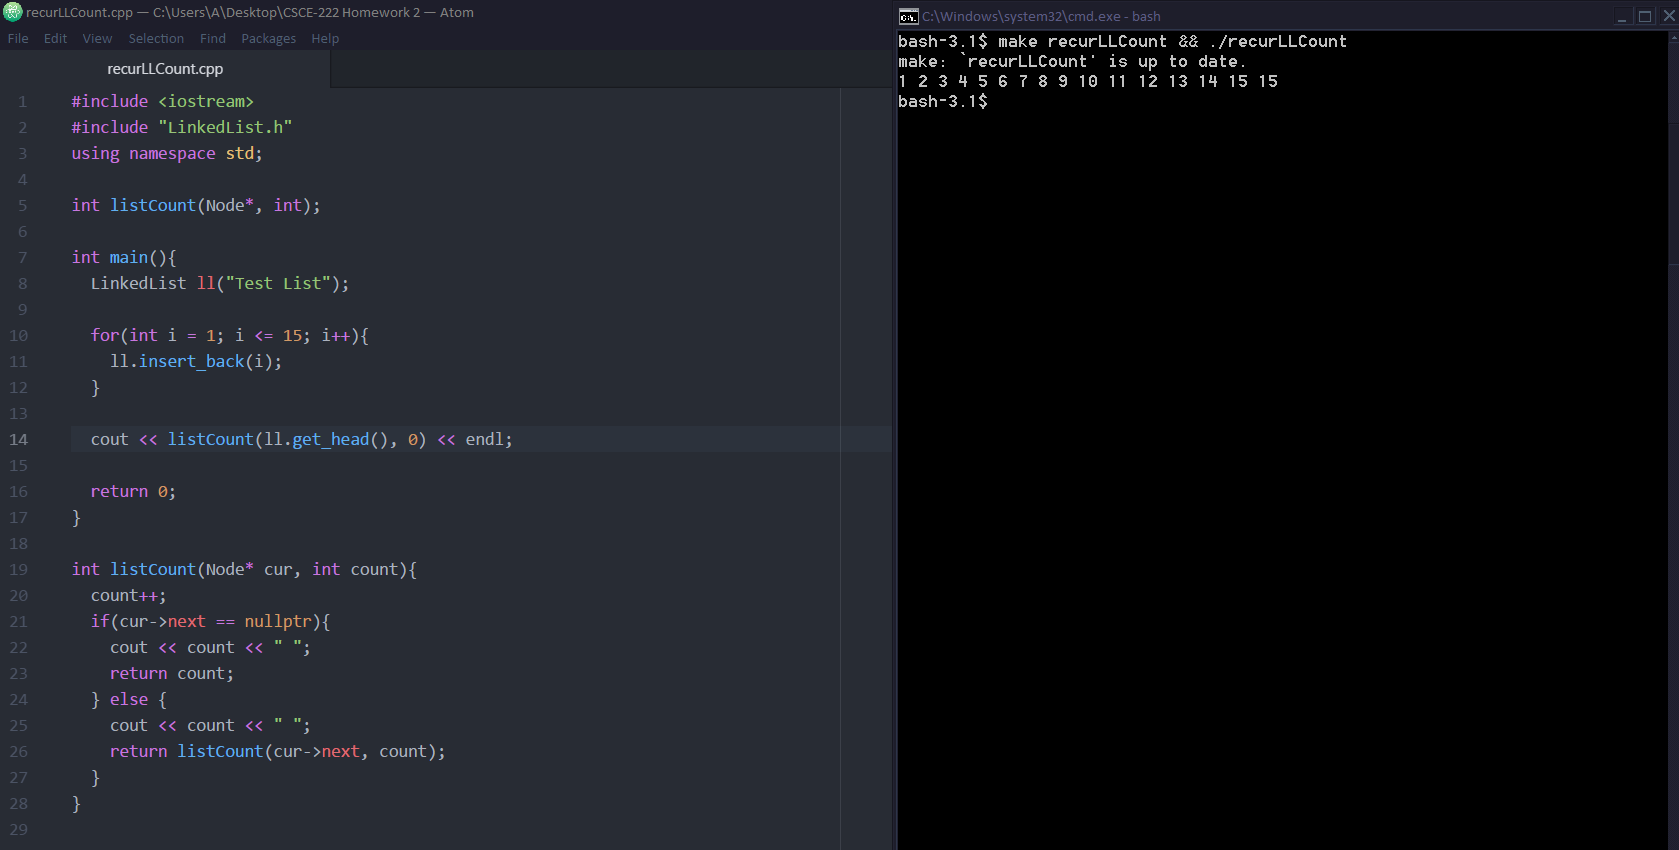 recurLLCount.cpp — C:\Users\A\Desktop\CSCE-222 Homework 2 — Atom
File Edit View Selection Find Packages Help
recurLLCount.cpp
1 #include <iostream>
2 #include "LinkedList.h"
3 using namespace std;
4
5 int listCount(Node*, int);
6
7 int main(){
8   LinkedList ll("Test List");
9
10   for(int i = 1; i <= 15; i++){
11     ll.insert_back(i);
12   }
13
14   cout << listCount(ll.get_head(), 0) << endl;
15
16   return 0;
17 }
18
19 int listCount(Node* cur, int count){
20   count++;
21   if(cur->next == nullptr){
22     cout << count << " ";
23     return count;
24   } else {
25     cout << count << " ";
26     return listCount(cur->next, count);
27   }
28 }
29
C:\Windows\system32\cmd.exe - bash
bash-3.1$ make recurLLCount && ./recurLLCount
make: `recurLLCount' is up to date.
1 2 3 4 5 6 7 8 9 10 11 12 13 14 15 15
bash-3.1$